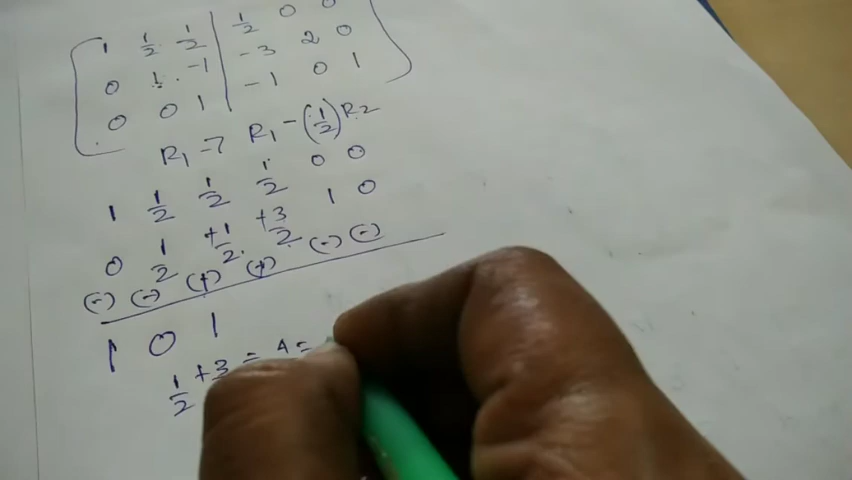 1 1/2 1/2 | 1/2 0 0
0 1 -1 | -3 2 0
0 0 1 | -1 0 1
R1 → R1 - (1/2) R2
1 1/2 1/2 1/2 0 0
0 1/2 +1/2 +3/2 1 0
(-) (-) (+) (+) (-) (-)
1 0 1
1/2 + 3 = 4 =